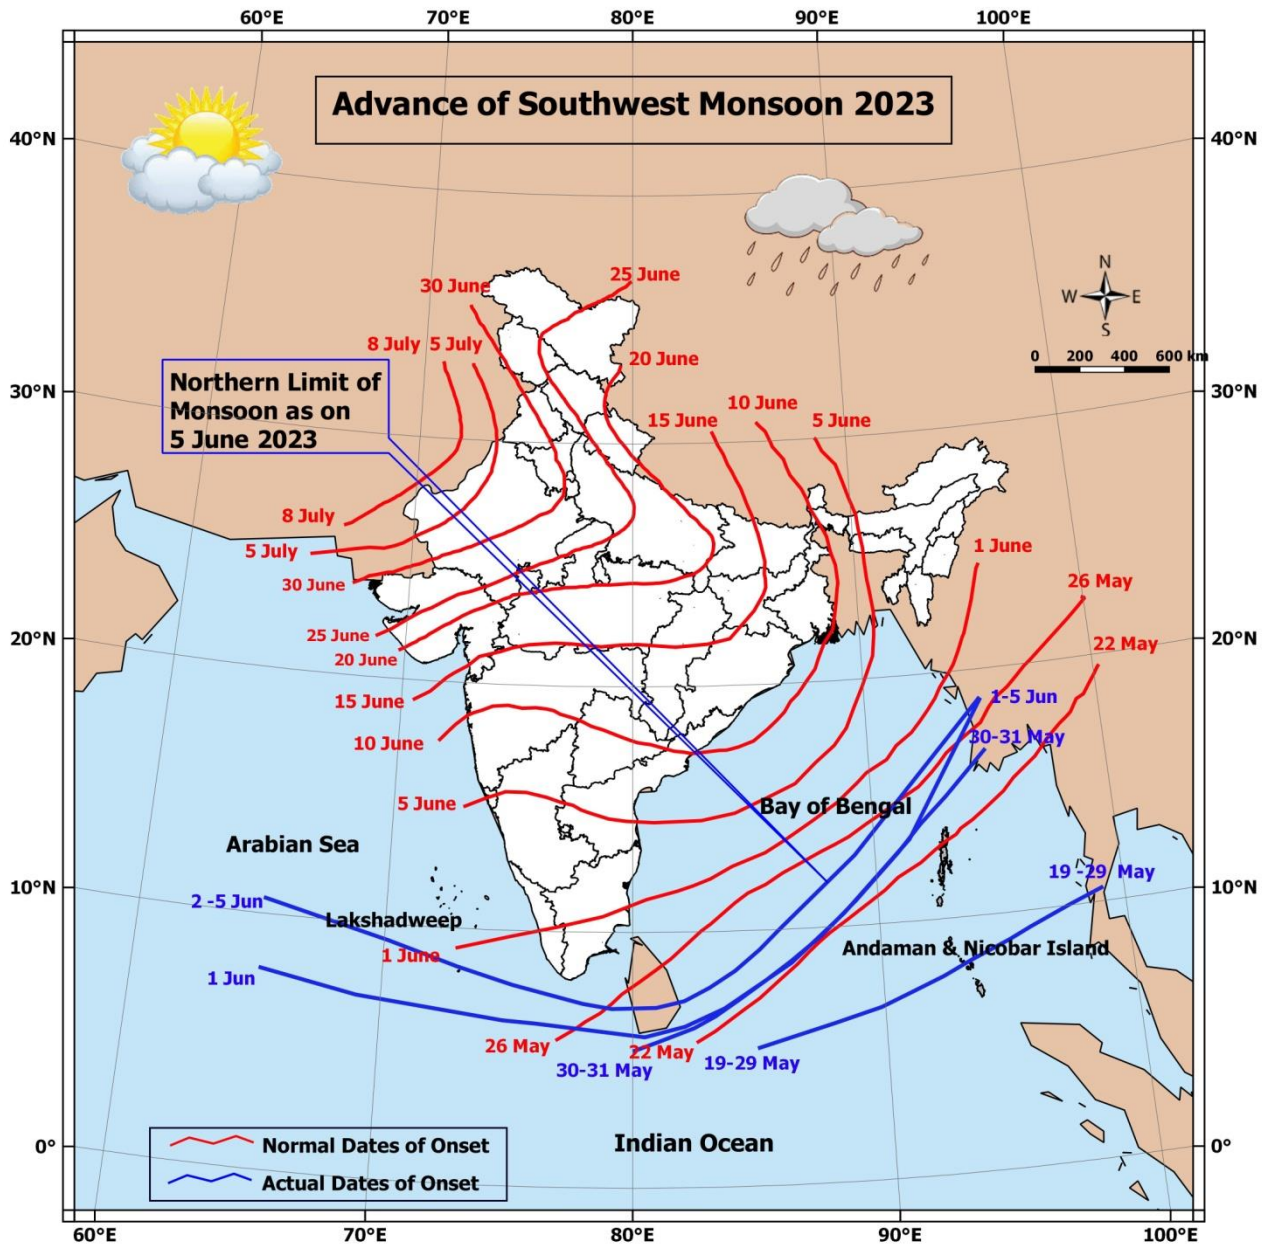 60°E 70°E 80°E 90°E 100°E
Advance of Southwest Monsoon 2023
40°N 40°N
N
W E
S
0 200 400 600 km
25 June
30 June
8 July 5 July
20 June
Northern Limit of
Monsoon as on
5 June 2023
30°N 30°N
10 June
15 June 5 June
8 July
5 July 1 June
30 June 26 May
25 June 20°N 20°N
20 June 22 May
15 June 1-5 Jun
10 June 30-31 May
5 June Bay of Bengal
Arabian Sea
10°N 19 -29 May 10°N
2 -5 Jun
Lakshadweep
1 June Andaman & Nicobar Island
1 Jun
26 May 22 May
30-31 May 19-29 May
Indian Ocean
0° 0°
Normal Dates of Onset
Actual Dates of Onset
60°E 70°E 80°E 90°E 100°E